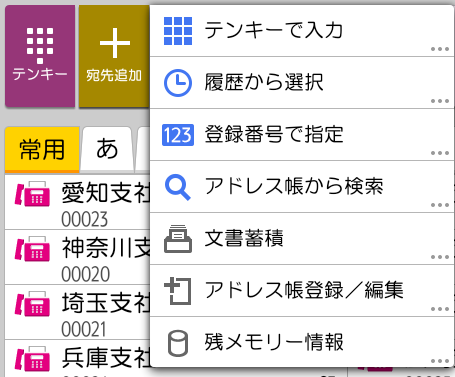 テンキー
宛先追加
テンキーで入力
履歴から選択
123
登録番号で指定
アドレス帳から検索
文書蓄積
アドレス帳登録／編集
残メモリー情報
常用
あ
愛知支社
00023
神奈川支
00020
埼玉支社
00021
兵庫支社